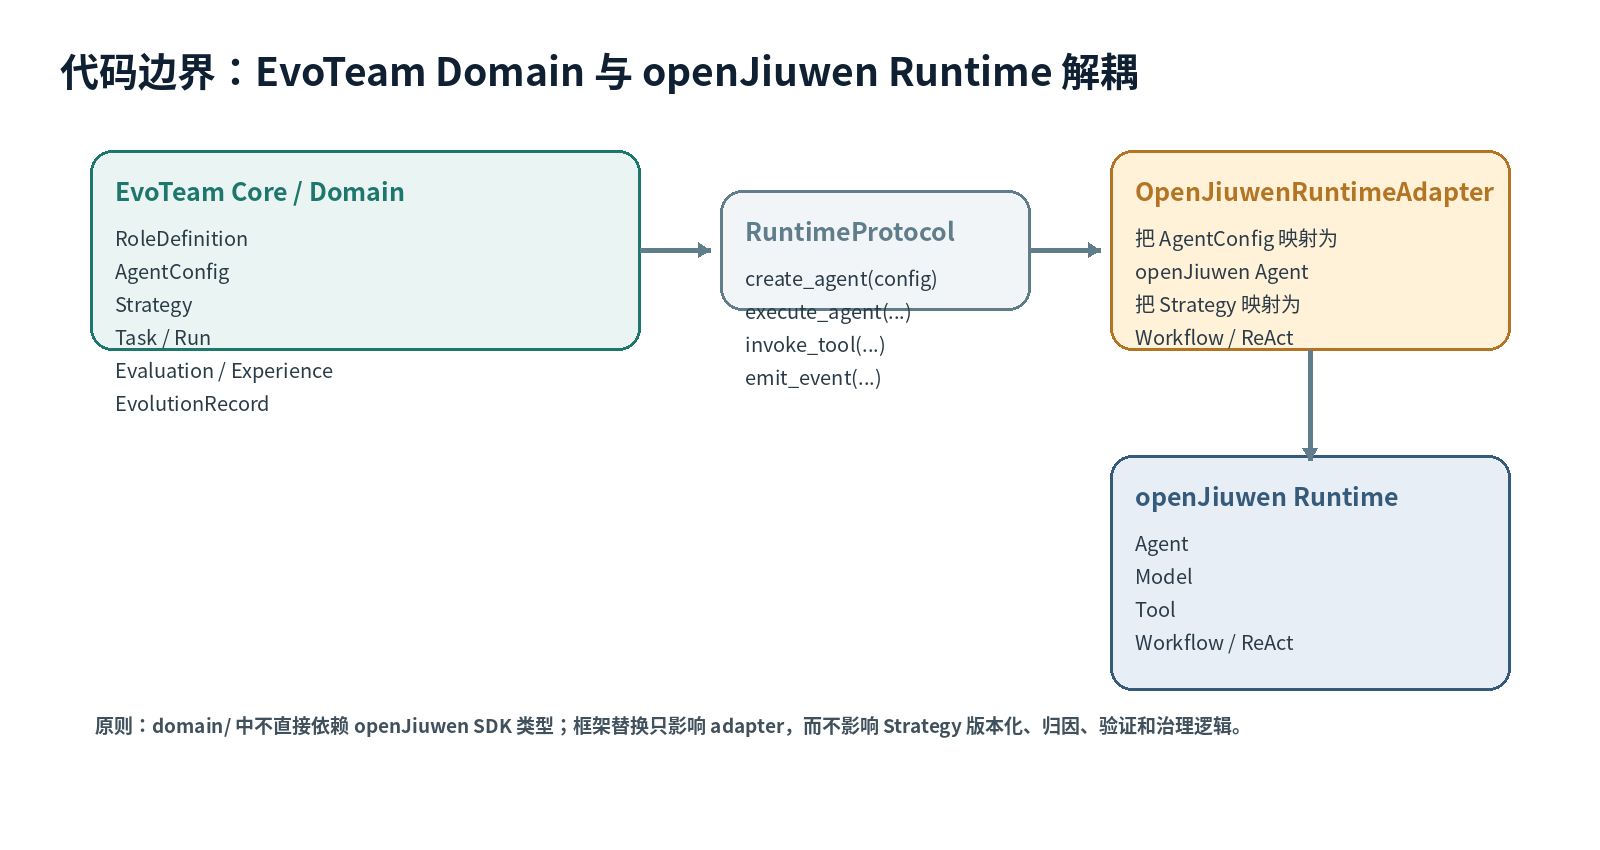 代码边界：EvoTeam Domain 与 openJiuwen Runtime 解耦
EvoTeam Core / Domain
RoleDefinition
AgentConfig
Strategy
Task / Run
Evaluation / Experience
EvolutionRecord
RuntimeProtocol
create_agent(config)
execute_agent(...)
invoke_tool(...)
emit_event(...)
OpenJiuwenRuntimeAdapter
把 AgentConfig 映射为
openJiuwen Agent
把 Strategy 映射为
Workflow / ReAct
openJiuwen Runtime
Agent
Model
Tool
Workflow / ReAct
原则：domain/ 中不直接依赖 openJiuwen SDK 类型；框架替换只影响 adapter，而不影响 Strategy 版本化、归因、验证和治理逻辑。